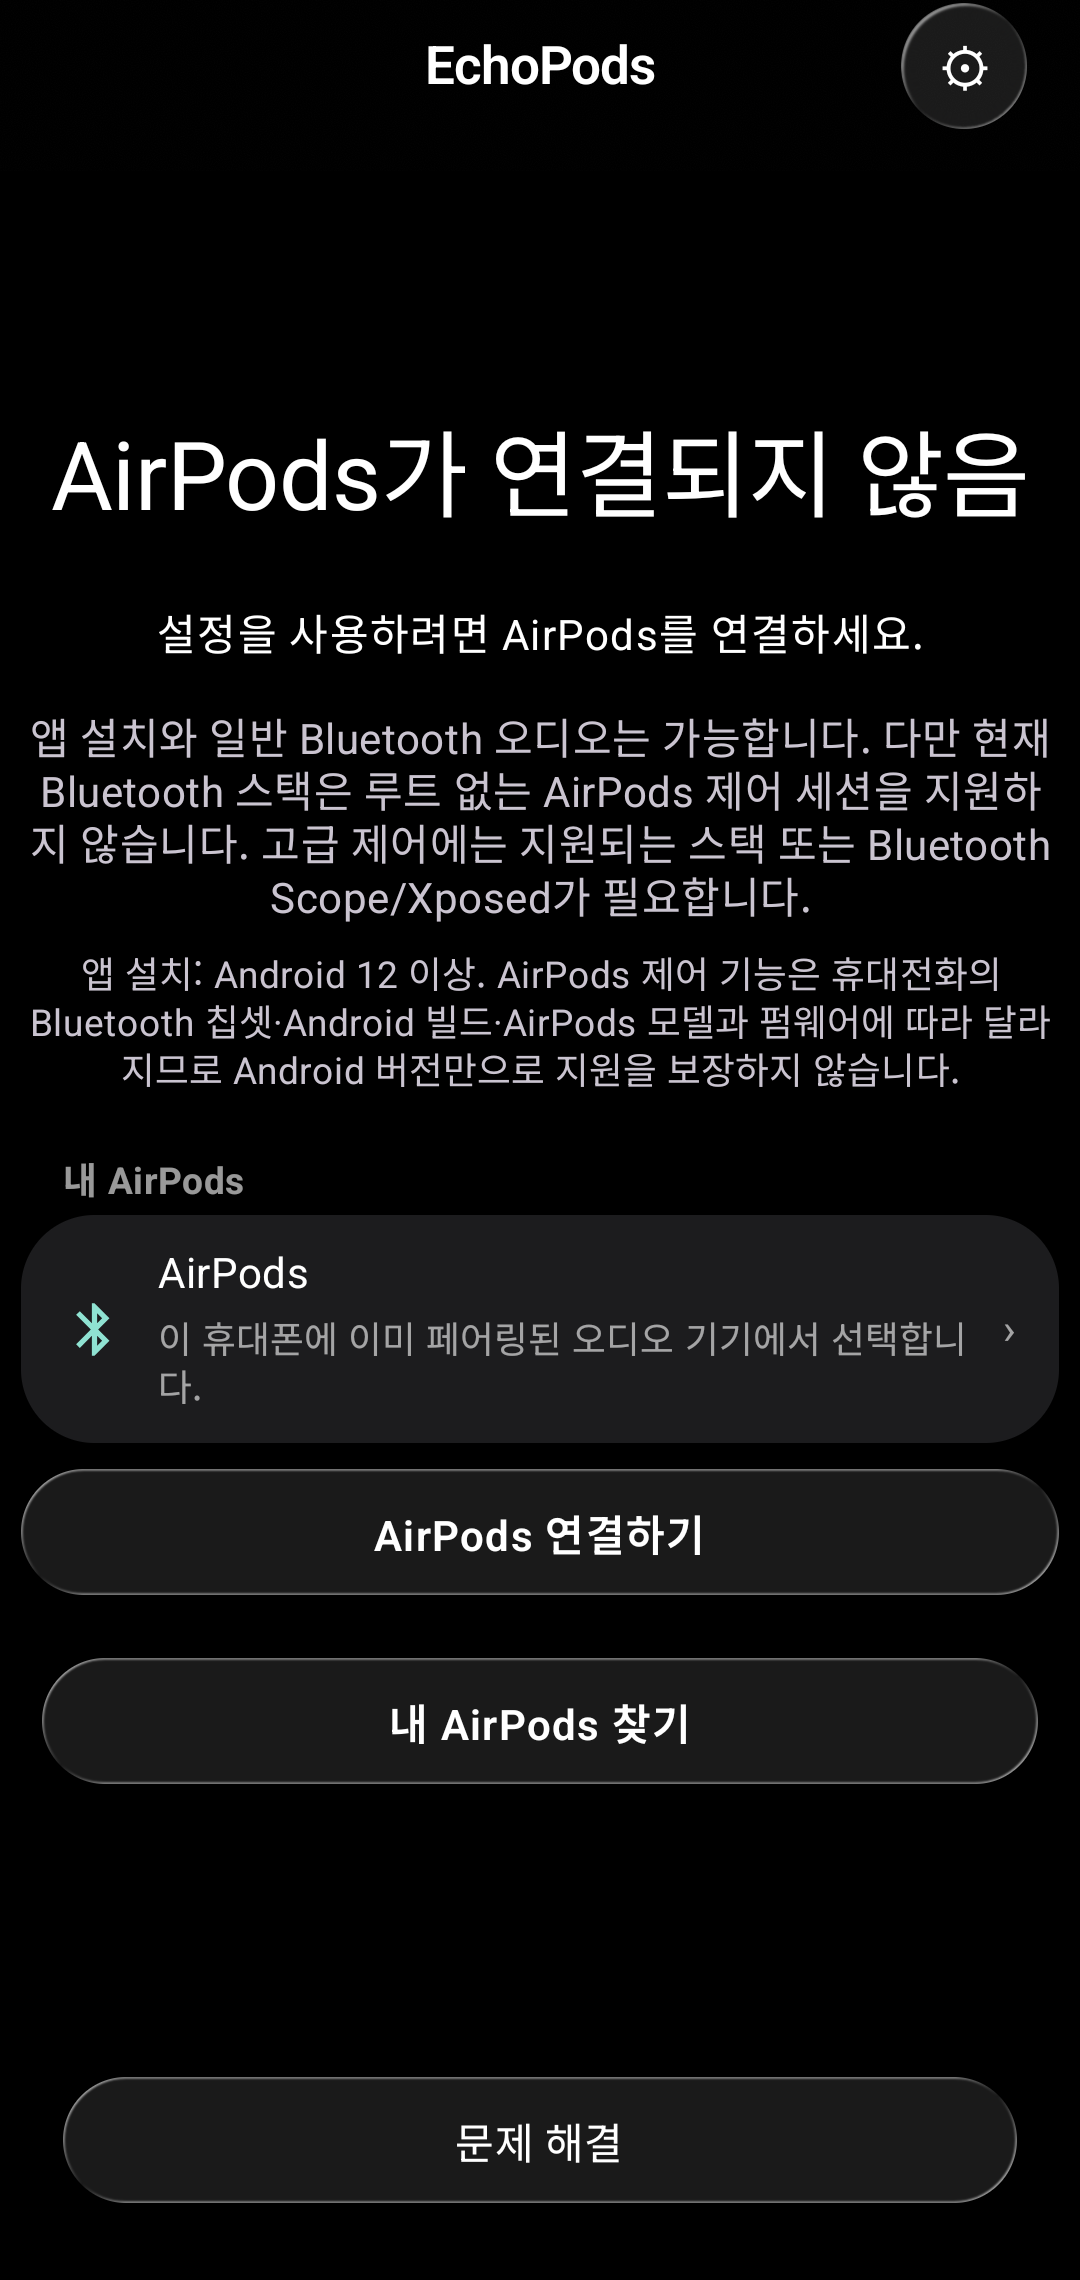 EchoPods
AirPods가 연결되지 않음
설정을 사용하려면 AirPods를 연결하세요.
앱 설치와 일반 Bluetooth 오디오는 가능합니다. 다만 현재
Bluetooth 스택은 루트 없는 AirPods 제어 세션을 지원하
지 않습니다. 고급 제어에는 지원되는 스택 또는 Bluetooth
Scope/Xposed가 필요합니다.
앱 설치: Android 12 이상. AirPods 제어 기능은 휴대전화의
Bluetooth 칩셋·Android 빌드·AirPods 모델과 펌웨어에 따라 달라
지므로 Android 버전만으로 지원을 보장하지 않습니다.
내 AirPods
AirPods
이 휴대폰에 이미 페어링된 오디오 기기에서 선택합니
다.
AirPods 연결하기
내 AirPods 찾기
문제 해결